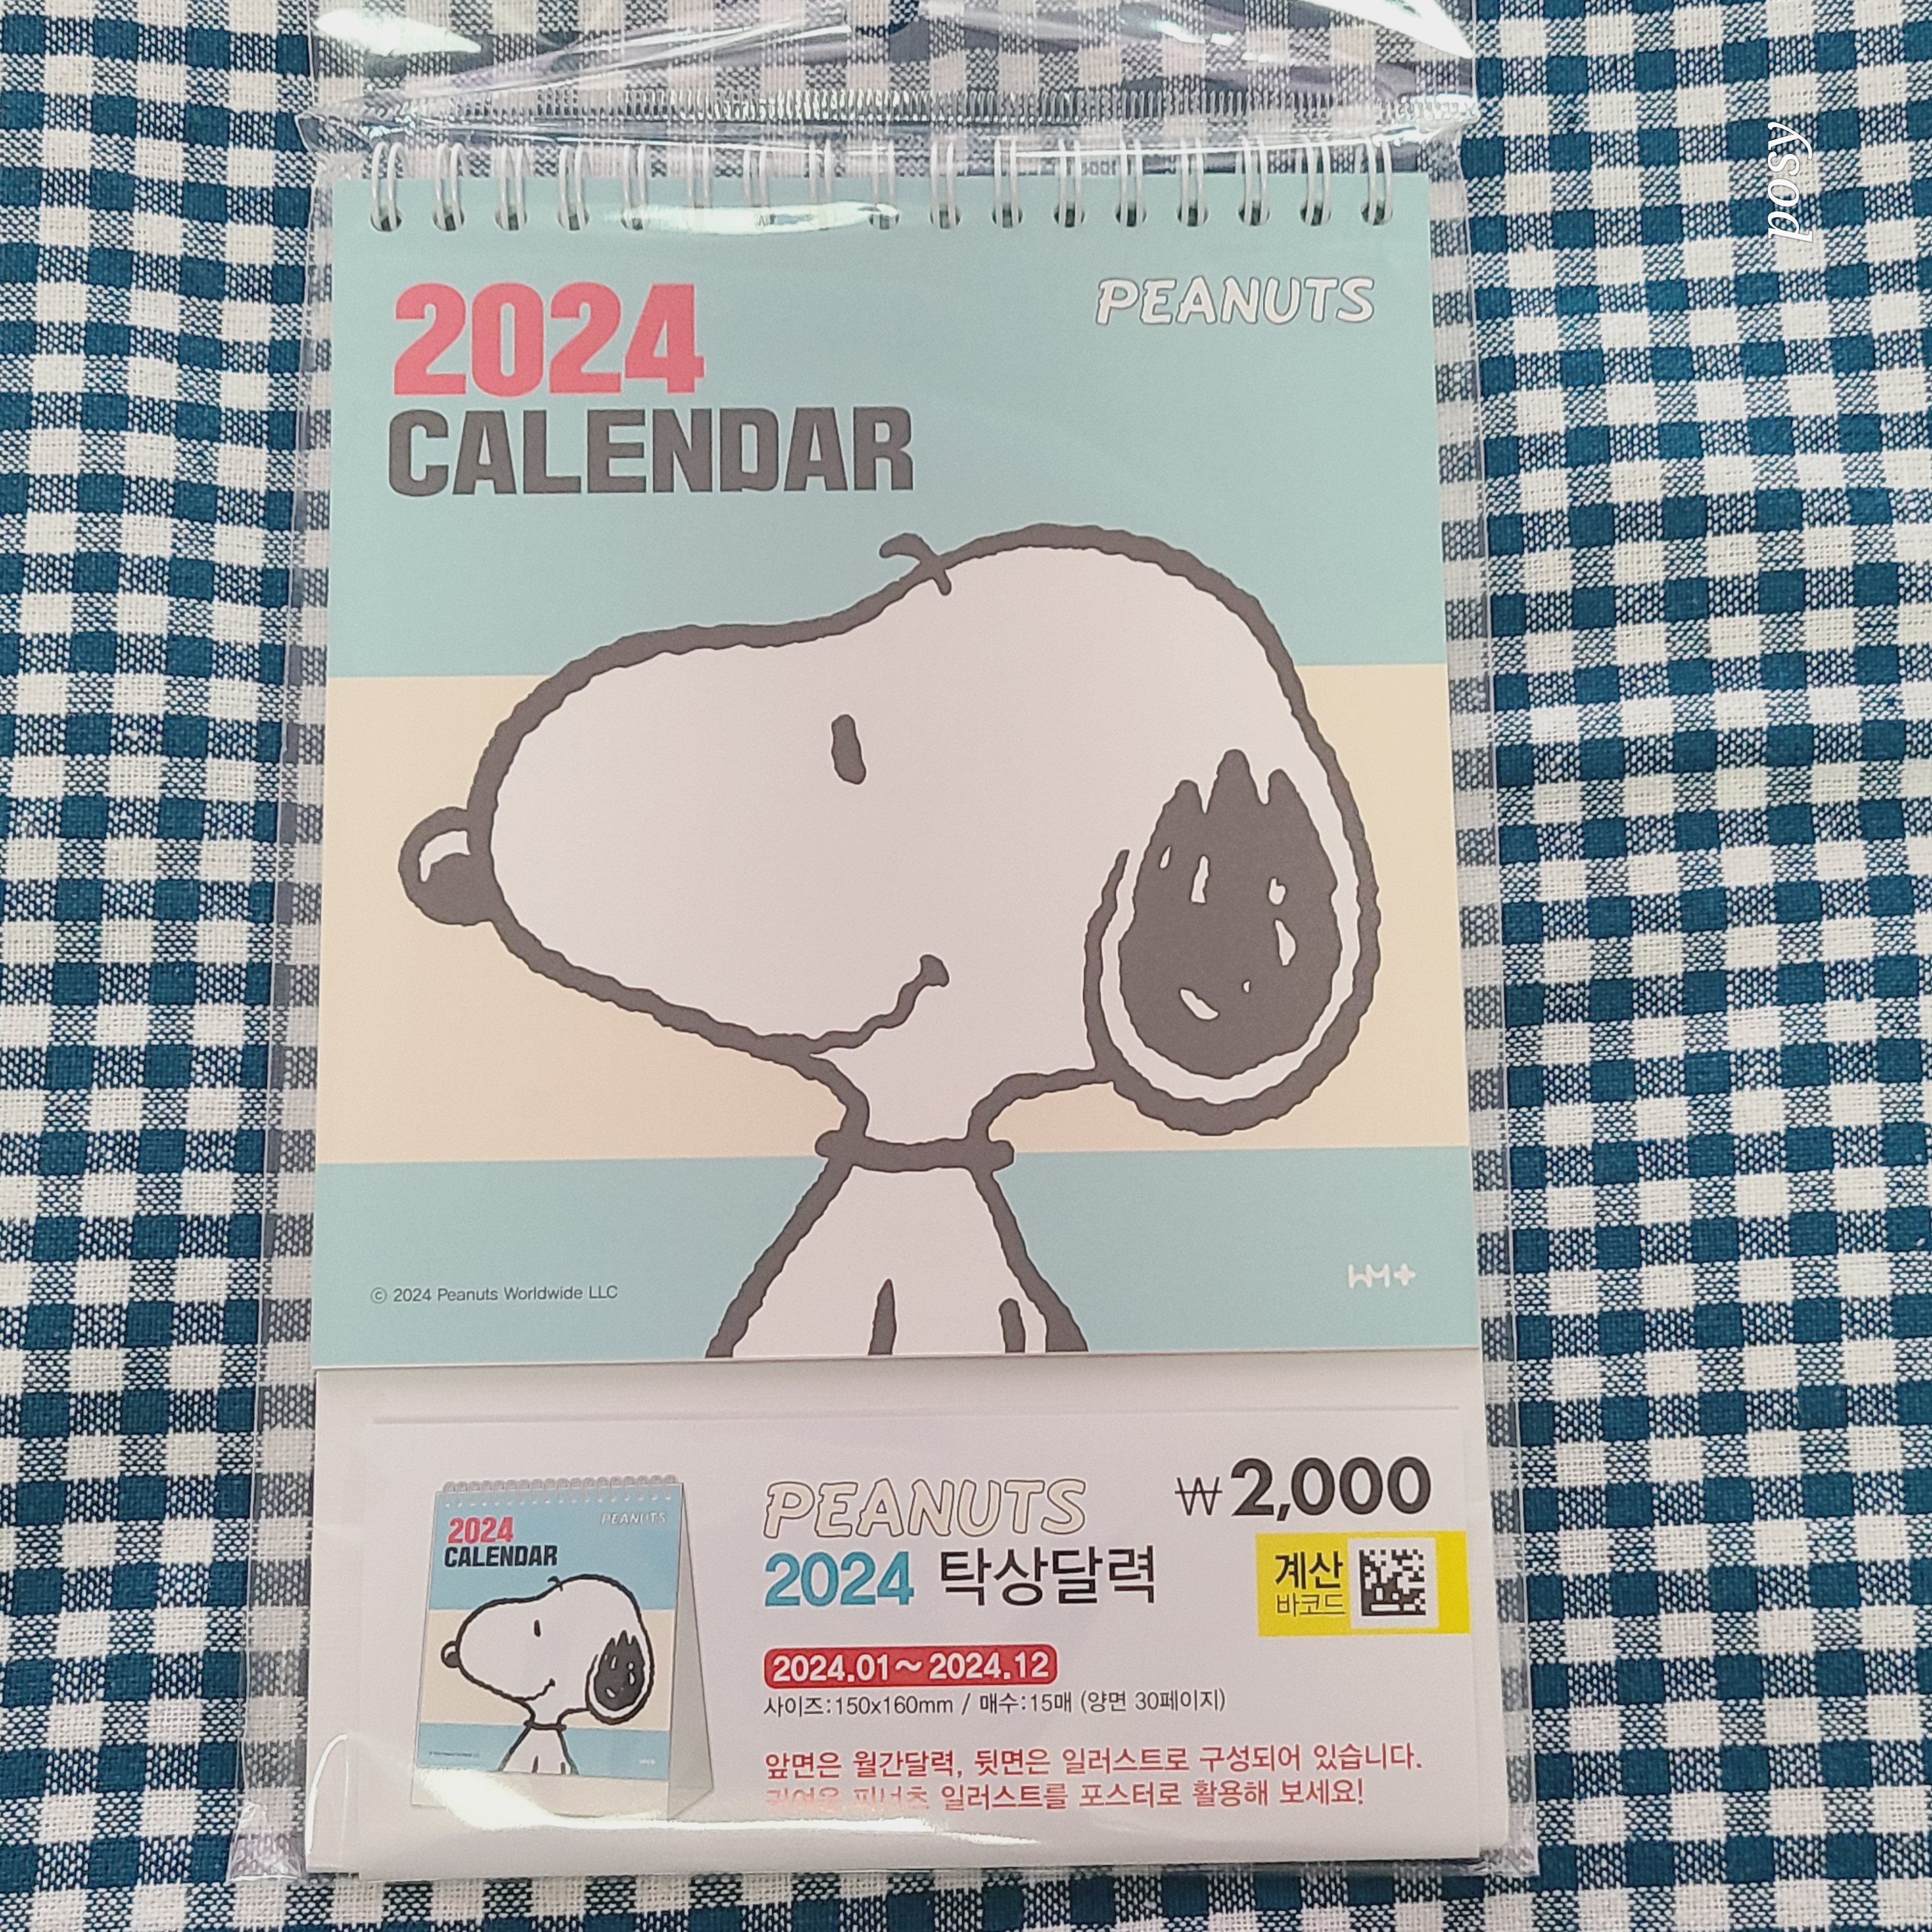 posy
2024
CALENDAR
PEANUTS
© 2024 Peanuts Worldwide LLC
WM+
2024
CALENDAR
PEANUTS
PEANUTS
2024 탁상달력
₩2,000
계산
바코드
2024.01~2024.12
사이즈:150x160mm / 매수:15매 (양면 30페이지)
앞면은 월간달력, 뒷면은 일러스트로 구성되어 있습니다.
귀여운 피너츠 일러스트를 포스터로 활용해 보세요!